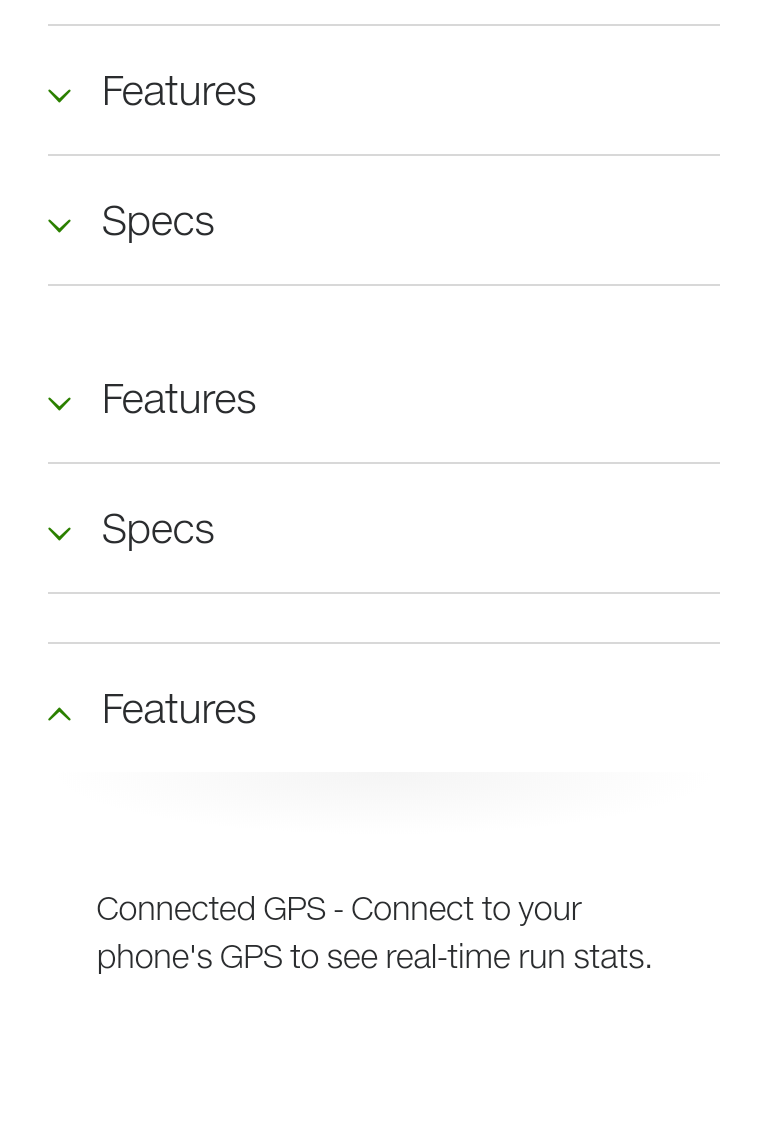 Features
Specs
Features
Specs
Features
Connected GPS - Connect to your
phone's GPS to see real-time run stats.